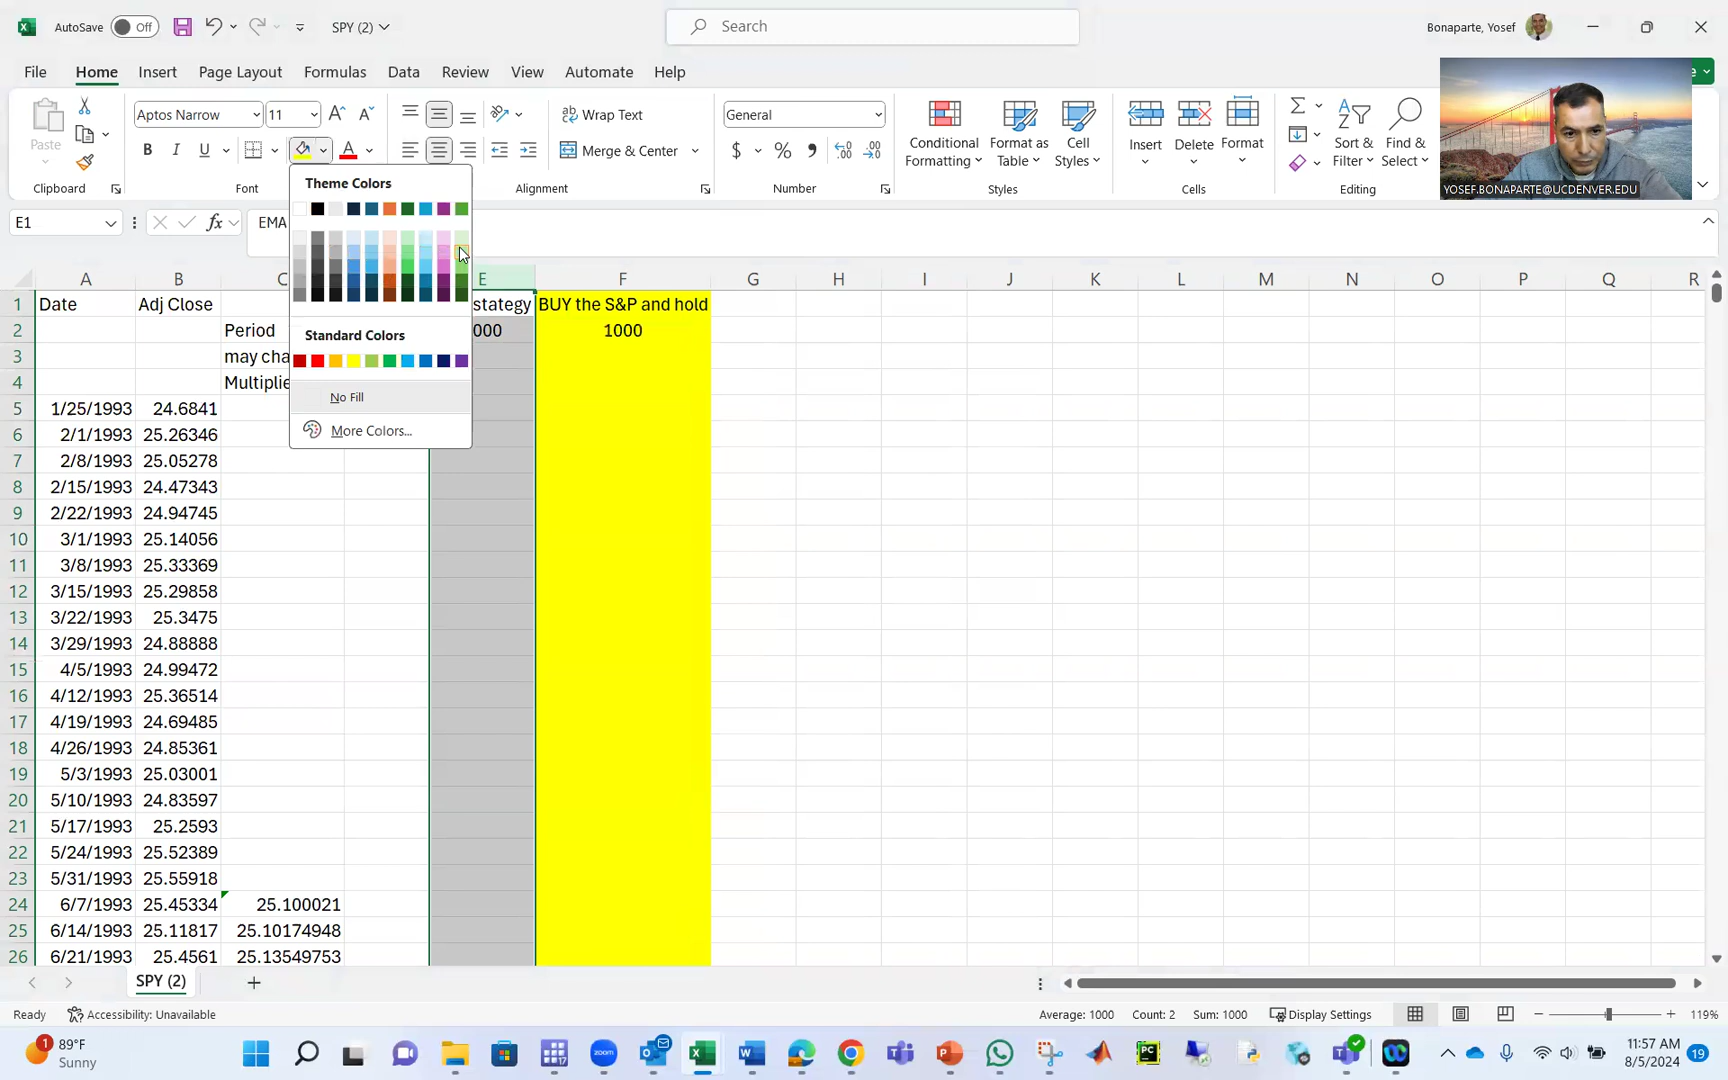 AutoSave Off SPY (2) Search Bonaparte, Yosef
File Home Insert Page Layout Formulas Data Review View Automate Help
Paste
Aptos Narrow 11
B I U A
Wrap Text
Merge & Center
General
$ % ,
Conditional Formatting
Format as Table
Cell Styles
Insert
Delete
Format
Sort & Filter
Find & Select
Clipboard Font Alignment Number Styles Cells Editing
YOSEF.BONAPARTE@UCDENVER.EDU
E1 fx EMA
Theme Colors
Standard Colors
No Fill
More Colors...
A B C E F G H I J K L M N O P Q R
1 Date Adj Close stategy BUY the S&P and hold
2 Period 000 1000
3 may cha
4 Multiplie
5 1/25/1993 24.6841
6 2/1/1993 25.26346
7 2/8/1993 25.05278
8 2/15/1993 24.47343
9 2/22/1993 24.94745
10 3/1/1993 25.14056
11 3/8/1993 25.33369
12 3/15/1993 25.29858
13 3/22/1993 25.3475
14 3/29/1993 24.88888
15 4/5/1993 24.99472
16 4/12/1993 25.36514
17 4/19/1993 24.69485
18 4/26/1993 24.85361
19 5/3/1993 25.03001
20 5/10/1993 24.83597
21 5/17/1993 25.2593
22 5/24/1993 25.52389
23 5/31/1993 25.55918
24 6/7/1993 25.45334 25.100021
25 6/14/1993 25.11817 25.10174948
26 6/21/1993 25.4561 25.13549753
SPY (2)
Ready Accessibility: Unavailable Average: 1000 Count: 2 Sum: 1000 Display Settings 119%
89°F
Sunny
11:57 AM
8/5/2024
19